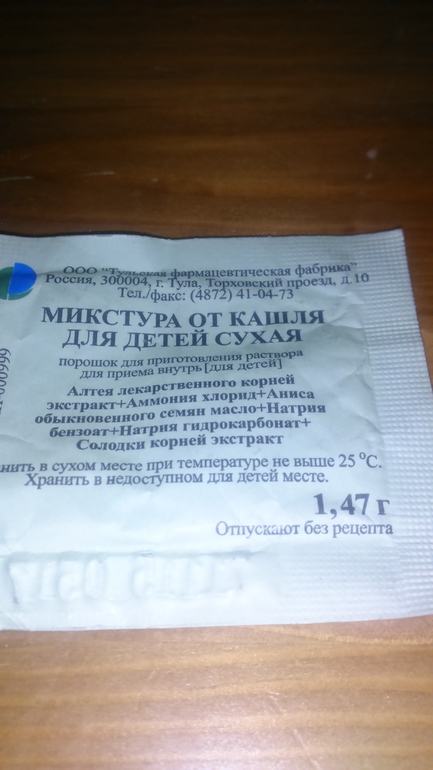 ООО "Тульская фармацевтическая фабрика"
Россия, 300004, г. Тула, Торховский проезд, д.10
Тел./факс: (4872) 41-04-73
МИКСТУРА ОТ КАШЛЯ
ДЛЯ ДЕТЕЙ СУХАЯ
порошок для приготовления раствора
для приема внутрь [для детей]
Алтея лекарственного корней
экстракт+Аммония хлорид+Аниса
обыкновенного семян масло+Натрия
бензоат+Натрия гидрокарбонат+
Солодки корней экстракт
нить в сухом месте при температуре не выше 25 °С.
Хранить в недоступном для детей месте.
1,47 г
Отпускают без рецепта